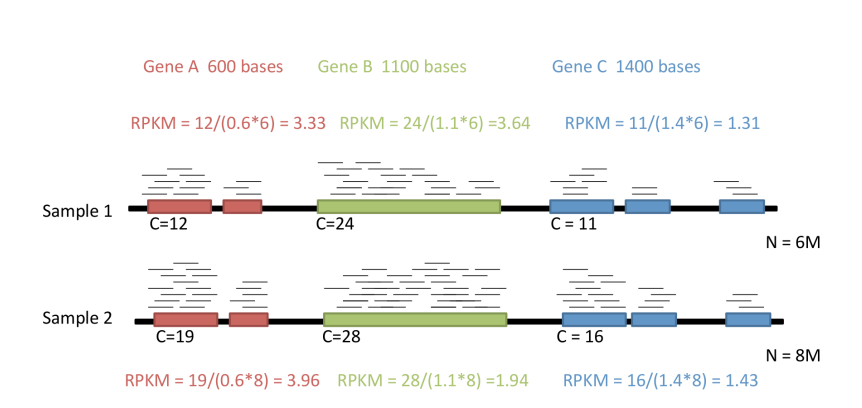 Gene A 600 bases Gene B 1100 bases Gene C 1400 bases
RPKM = 12/(0.6*6) = 3.33 RPKM = 24/(1.1*6) =3.64 RPKM = 11/(1.4*6) = 1.31
Sample 1
C=12 C=24 C = 11
N = 6M
Sample 2
C=19 C=28 C = 16
N = 8M
RPKM = 19/(0.6*8) = 3.96 RPKM = 28/(1.1*8) =1.94 RPKM = 16/(1.4*8) = 1.43